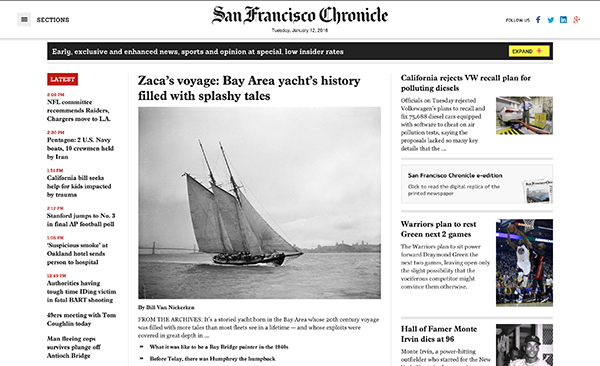 SECTIONS
San Francisco Chronicle
Tuesday, January 12, 2016
FOLLOW US
Early, exclusive and enhanced news, sports and opinion at special, low insider rates
EXPAND
LATEST
2:08 PM
NFL committee
recommends Raiders,
Chargers move to L.A.
2:20 PM
Pentagon: 2 U.S. Navy
boats, 10 crewmen held
by Iran
1:51 PM
California bill seeks
help for kids impacted
by trauma
2:12 PM
Stanford jumps to No. 3
in final AP football poll
1:05 PM
‘Suspicious smoke’ at
Oakland hotel sends
person to hospital
12:49 PM
Authorities having
tough time IDing victim
in fatal BART shooting
49ers meeting with Tom
Coughlin today
Man fleeing cops
survives plunge off
Antioch Bridge
Zaca’s voyage: Bay Area yacht’s history
filled with splashy tales
By Bill Van Niekerken
FROM THE ARCHIVES: It’s a storied yacht born in the Bay Area whose 20th century voyage
was filled with more tales than most fleets see in a lifetime — and whose exploits were
covered in great depth in ...
What it was like to be a Bay Bridge painter in the 1940s
Before Tolay, there was Humphrey the humpback
California rejects VW recall plan for
polluting diesels
Officials on Tuesday rejected
Volkswagen’s plans to recall and
fix 75,688 diesel cars equipped
with software to cheat on air
pollution tests, saying the
proposals lacked so many key
details that the ...
San Francisco Chronicle e-edition
Click to read the digital replica of the
printed newspaper
Warriors plan to rest
Green next 2 games
The Warriors plan to sit power
forward Draymond Green the
next two games, leaving open only
the slight possibility that the
vociferous competitor might
convince them otherwise.
Hall of Famer Monte
Irvin dies at 96
Monte Irvin, a power-hitting
outfielder who starred for the New